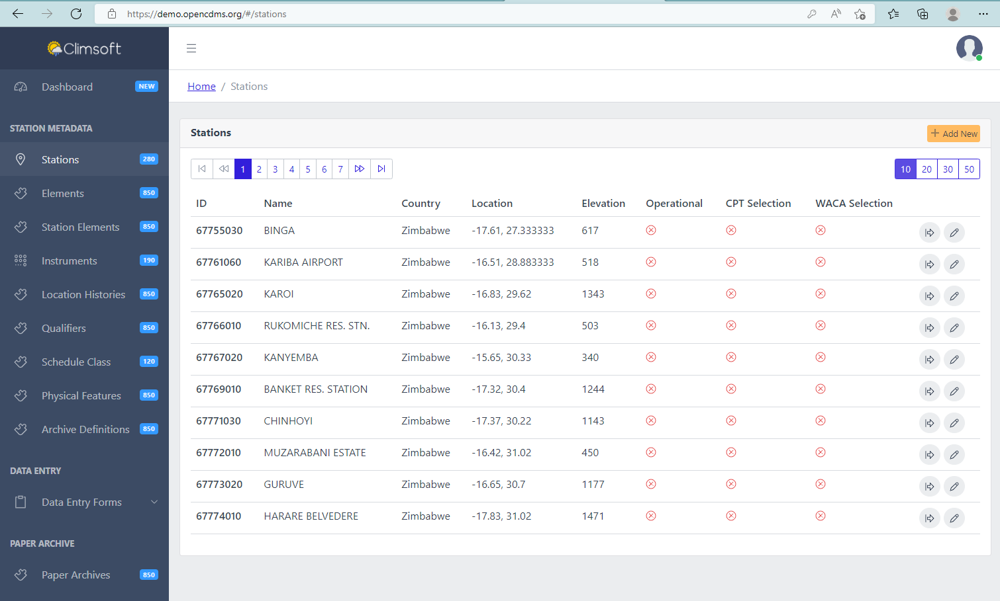 https://demo.opencdms.org/#/stations
Climsoft
Dashboard NEW
STATION METADATA
Stations 280
Elements 850
Station Elements 850
Instruments 190
Location Histories 850
Qualifiers 850
Schedule Class 120
Physical Features 850
Archive Definitions 850
DATA ENTRY
Data Entry Forms
PAPER ARCHIVE
Paper Archives 850
Home / Stations
Stations
+ Add New
1 2 3 4 5 6 7
10 20 30 50
ID Name Country Location Elevation Operational CPT Selection WACA Selection
67755030 BINGA Zimbabwe -17.61, 27.333333 617
67761060 KARIBA AIRPORT Zimbabwe -16.51, 28.883333 518
67765020 KAROI Zimbabwe -16.83, 29.62 1343
67766010 RUKOMICHE RES. STN. Zimbabwe -16.13, 29.4 503
67767020 KANYEMBA Zimbabwe -15.65, 30.33 340
67769010 BANKET RES. STATION Zimbabwe -17.32, 30.4 1244
67771030 CHINHOYI Zimbabwe -17.37, 30.22 1143
67772010 MUZARABANI ESTATE Zimbabwe -16.42, 31.02 450
67773020 GURUVE Zimbabwe -16.65, 30.7 1177
67774010 HARARE BELVEDERE Zimbabwe -17.83, 31.02 1471